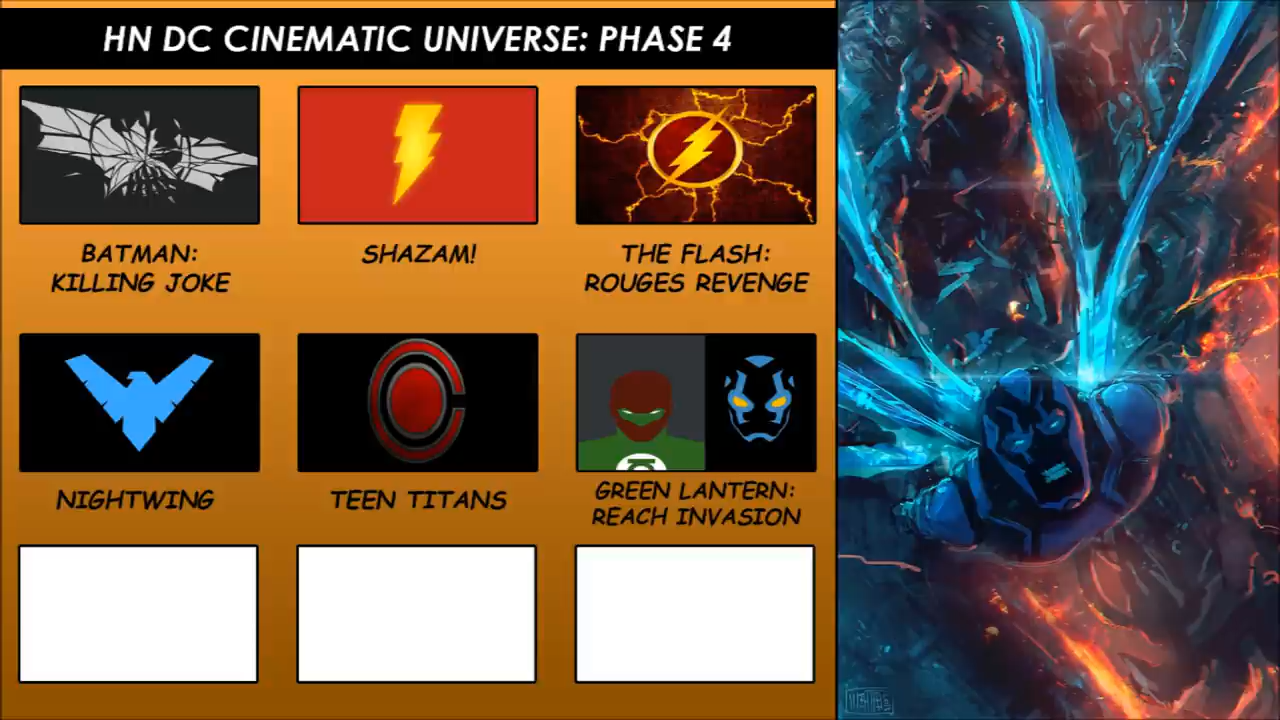 HN DC CINEMATIC UNIVERSE: PHASE 4
BATMAN:
KILLING JOKE
SHAZAM!
THE FLASH:
ROUGES REVENGE
NIGHTWING
TEEN TITANS
GREEN LANTERN:
REACH INVASION